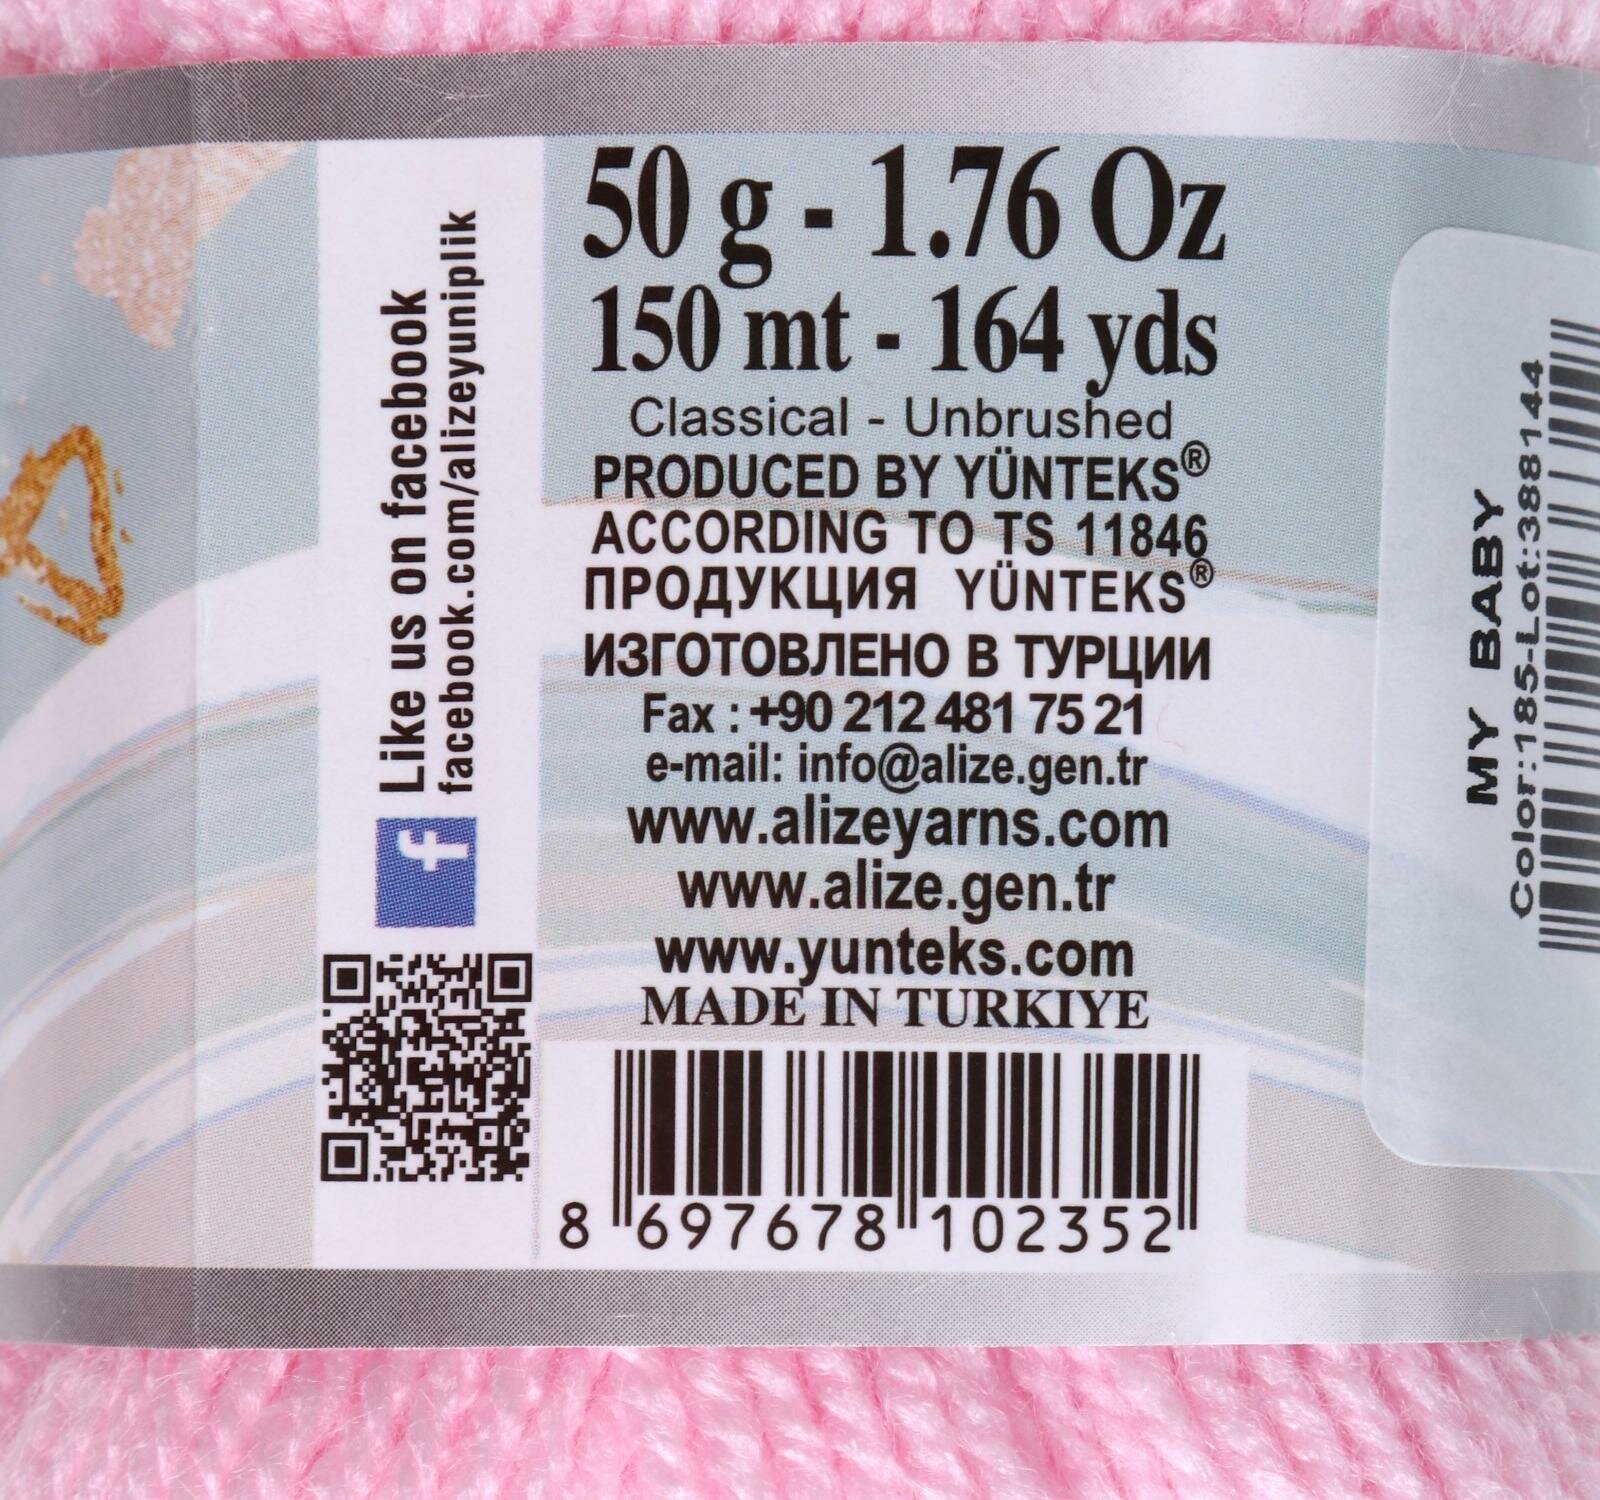 Like us on facebook
facebook.com/alizeyuniplik
f
50 g - 1.76 Oz
150 mt - 164 yds
Classical - Unbrushed
PRODUCED BY YÜNTEKS®
ACCORDING TO TS 11846
ПРОДУКЦИЯ YÜNTEKS®
ИЗГОТОВЛЕНО В ТУРЦИИ
Fax : +90 212 481 75 21
e-mail: info@alize.gen.tr
www.alizeyarns.com
www.alize.gen.tr
www.yunteks.com
MADE IN TURKIYE
8 697678 102352
MY BABY
Color:185-Lot:388144